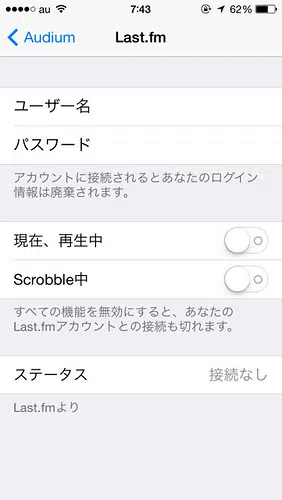 au 7:43 62%
Audium Last.fm
ユーザー名
パスワード
アカウントに接続されるとあなたのログイン
情報は廃棄されます。
現在、再生中
Scrobble中
すべての機能を無効にすると、あなたの
Last.fmアカウントとの接続も切れます。
ステータス 接続なし
Last.fmより